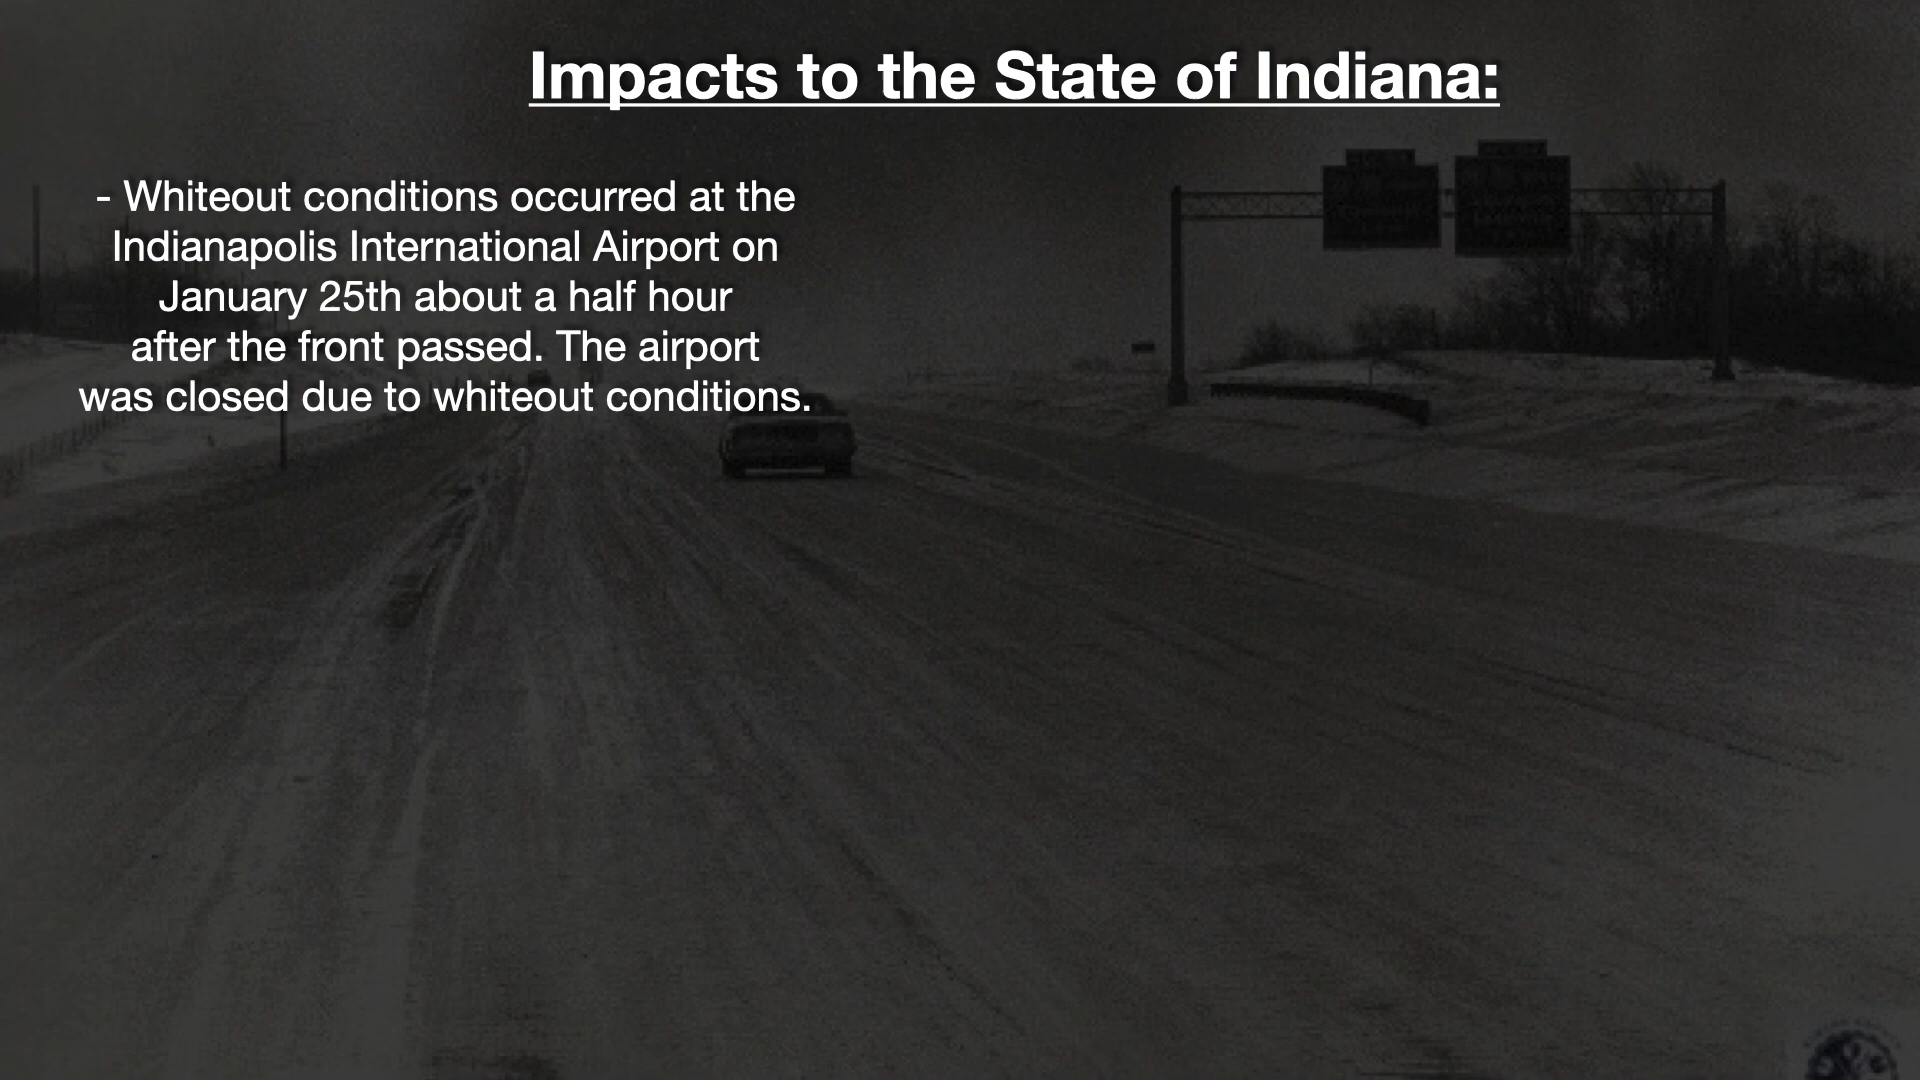 Impacts to the State of Indiana:
- Whiteout conditions occurred at the
Indianapolis International Airport on
January 25th about a half hour
after the front passed. The airport
was closed due to whiteout conditions.